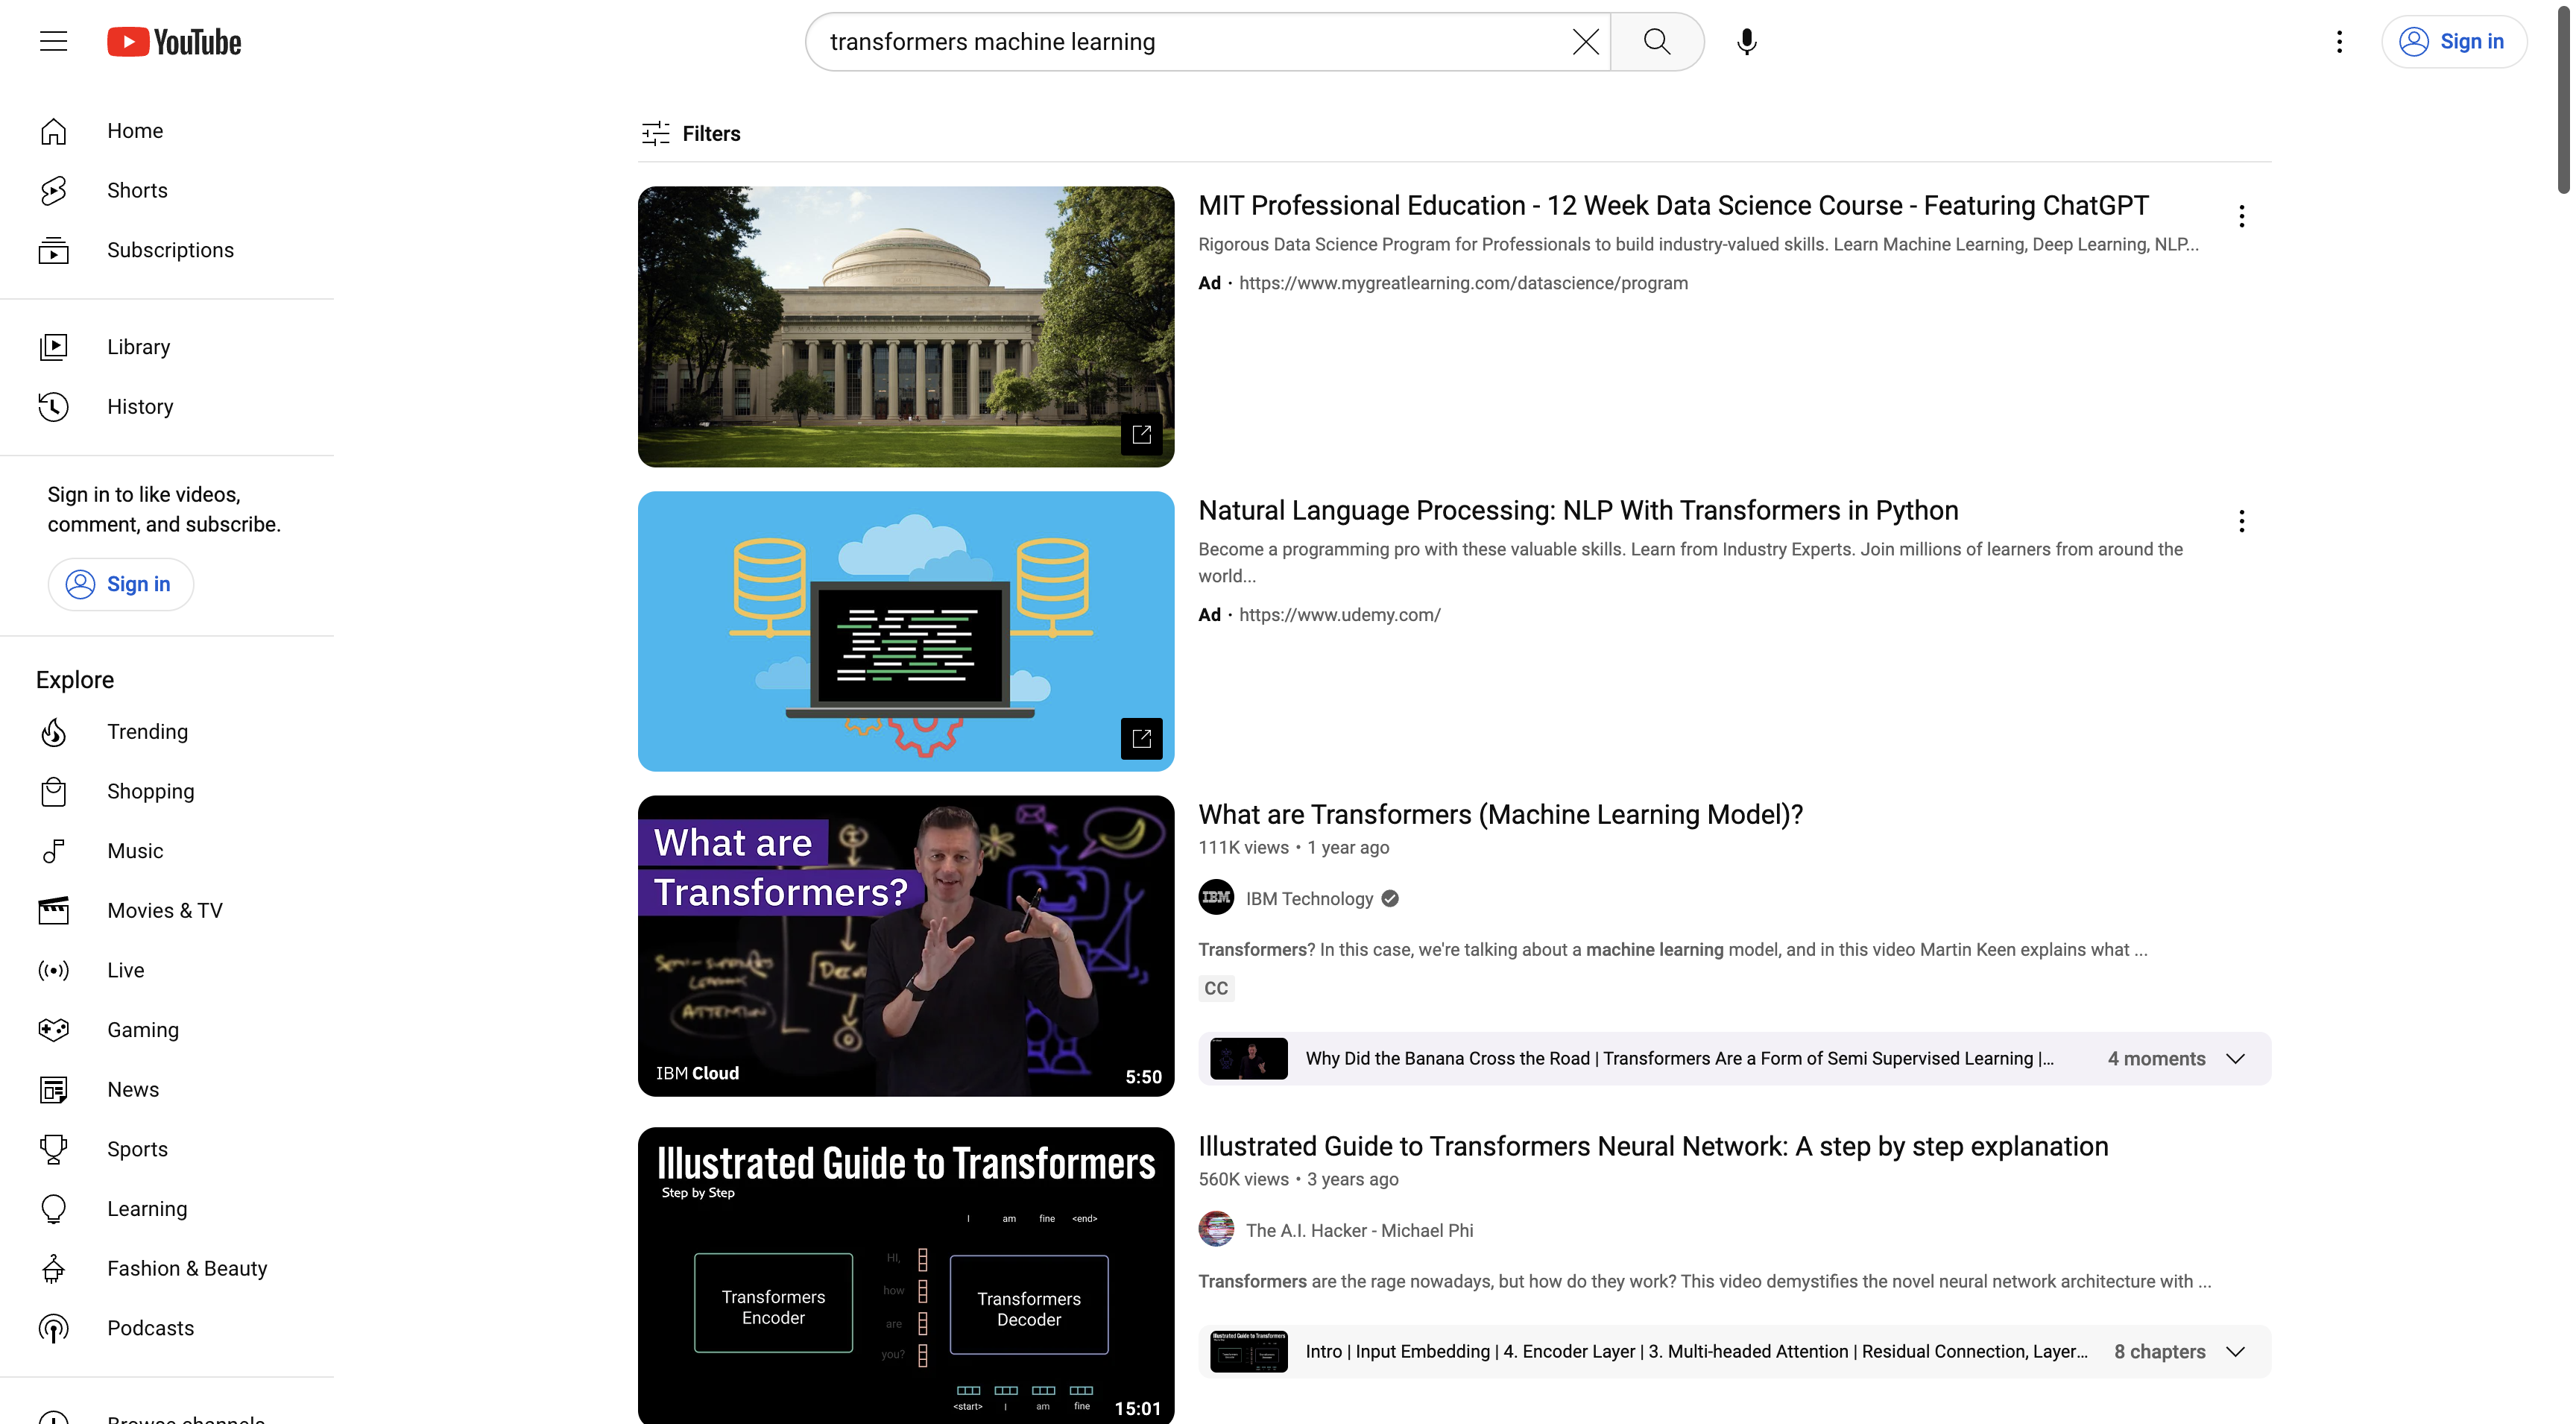 YouTube
transformers machine learning
Sign in
Home
Shorts
Subscriptions
Library
History
Sign in to like videos,
comment, and subscribe.
Sign in
Explore
Trending
Shopping
Music
Movies & TV
Live
Gaming
News
Sports
Learning
Fashion & Beauty
Podcasts
Browse channels
Filters
MIT Professional Education - 12 Week Data Science Course - Featuring ChatGPT
Rigorous Data Science Program for Professionals to build industry-valued skills. Learn Machine Learning, Deep Learning, NLP...
Ad · https://www.mygreatlearning.com/datascience/program
Natural Language Processing: NLP With Transformers in Python
Become a programming pro with these valuable skills. Learn from Industry Experts. Join millions of learners from around the
world...
Ad · https://www.udemy.com/
What are
Transformers?
IBM Cloud
5:50
What are Transformers (Machine Learning Model)?
111K views • 1 year ago
IBM
IBM Technology
Transformers? In this case, we're talking about a machine learning model, and in this video Martin Keen explains what ...
CC
Why Did the Banana Cross the Road | Transformers Are a Form of Semi Supervised Learning |...
4 moments
Illustrated Guide to Transformers
Step by Step
I am fine <end>
Hi,
how
are
you?
Transformers
Encoder
Transformers
Decoder
<start> I am fine
15:01
Illustrated Guide to Transformers Neural Network: A step by step explanation
560K views • 3 years ago
The A.I. Hacker - Michael Phi
Transformers are the rage nowadays, but how do they work? This video demystifies the novel neural network architecture with ...
Intro | Input Embedding | 4. Encoder Layer | 3. Multi-headed Attention | Residual Connection, Layer...
8 chapters